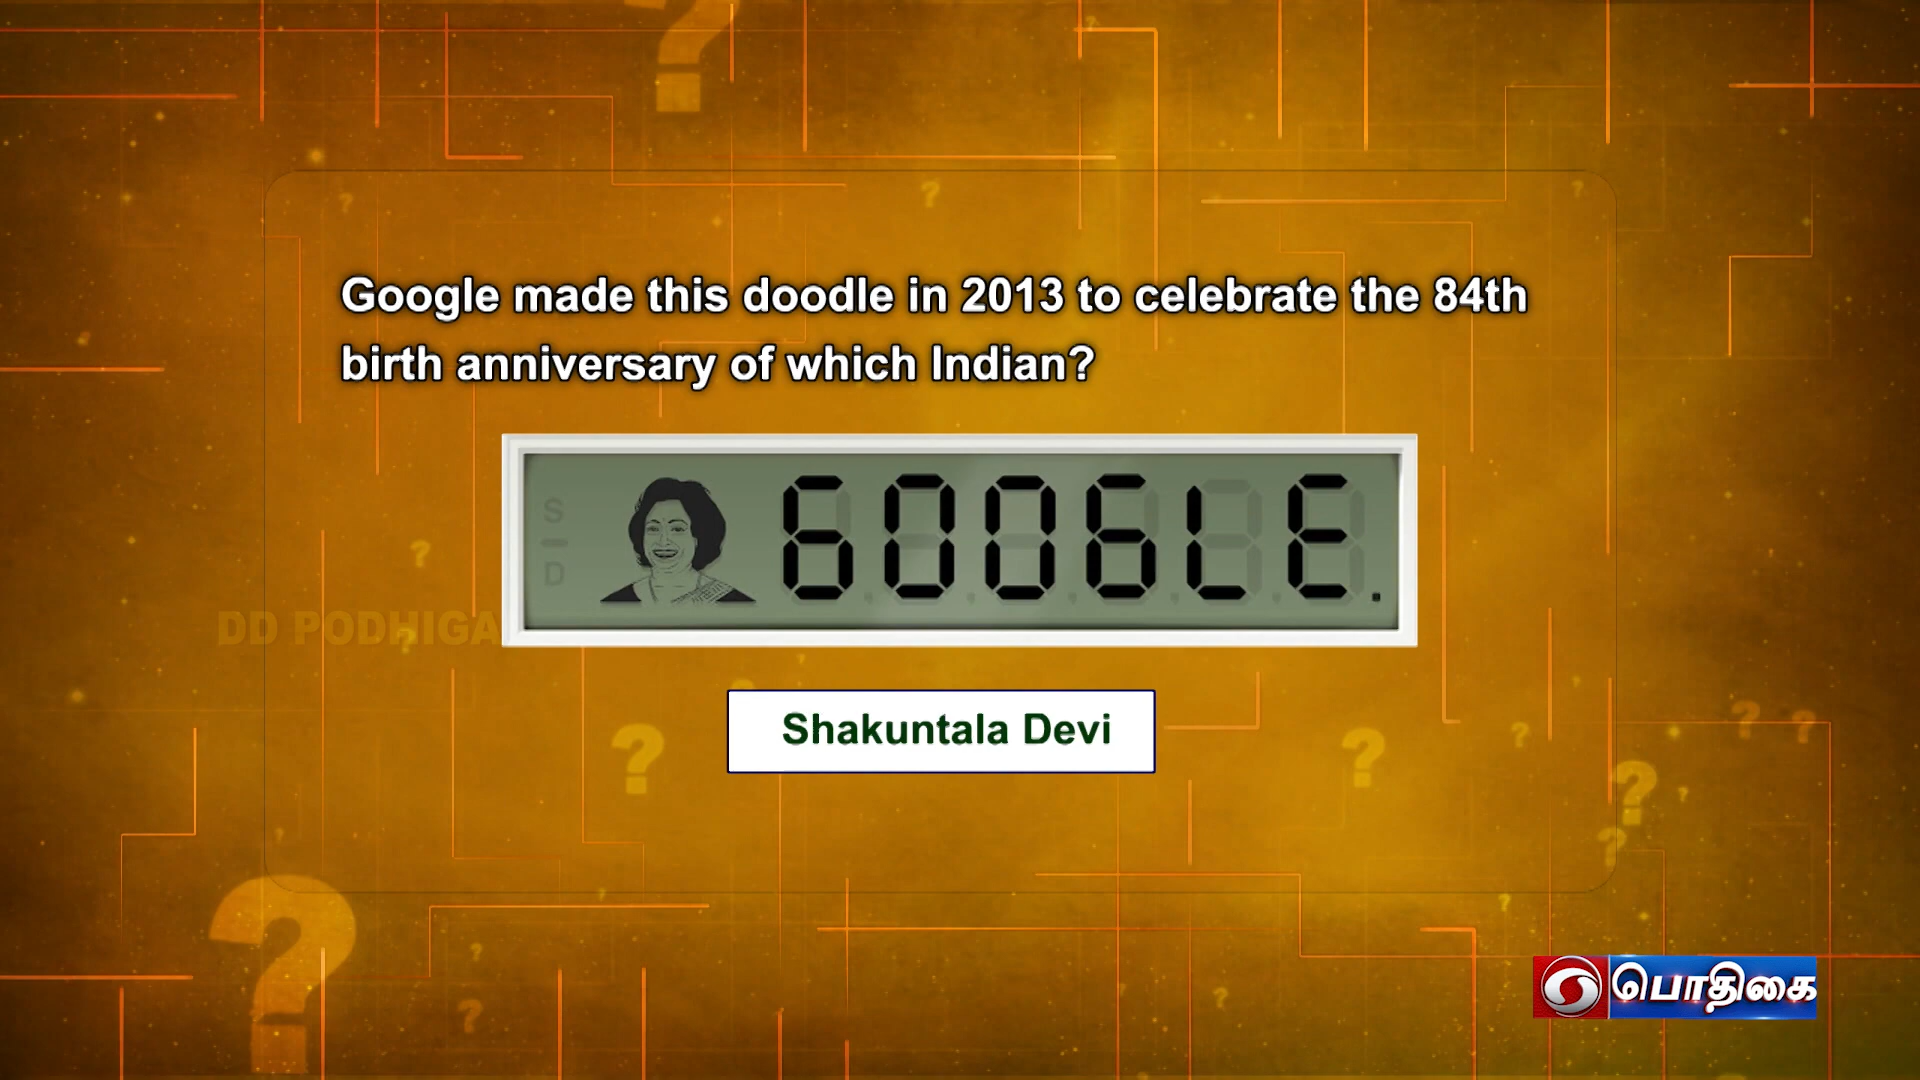 Google made this doodle in 2013 to celebrate the 84th
birth anniversary of which Indian?
S
D
600GLE.
DD PODHIGA
Shakuntala Devi
பொதிகை